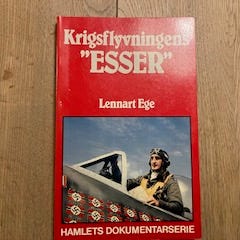 Krigsflyvningens
"ESSER"
Lennart Ege
HAMLETS DOKUMENTARSERIE